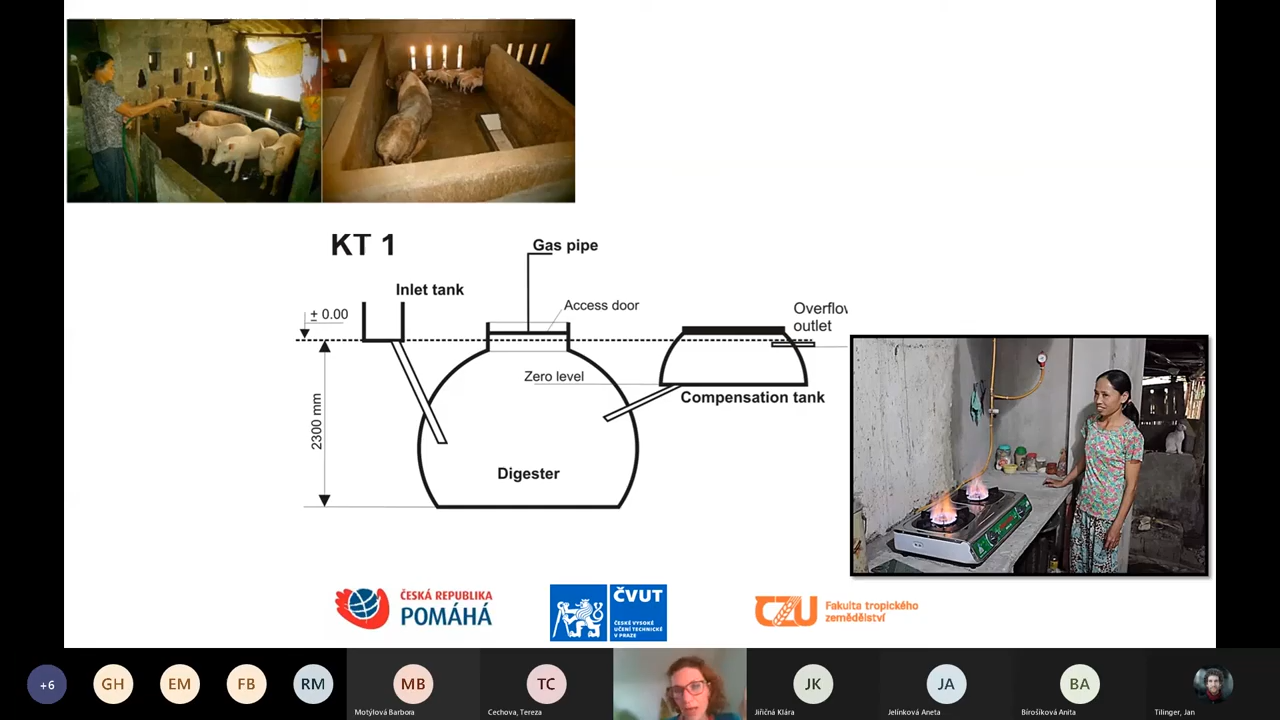 KT 1
Gas pipe
Inlet tank
± 0.00
Access door
Overflow
outlet
Zero level
Compensation tank
2300 mm
Digester
ČESKÁ REPUBLIKA
POMÁHÁ
ČVUT
ČESKÉ VYSOKÉ
UČENÍ TECHNICKÉ
V PRAZE
CZU
Fakulta tropického
zemědělství
+6
GH
EM
FB
RM
MB
Motýlová Barbora
TC
Cechova, Tereza
JK
Jiřičná Klára
JA
Jelínková Aneta
BA
Birošíková Anita
Tilinger, Jan